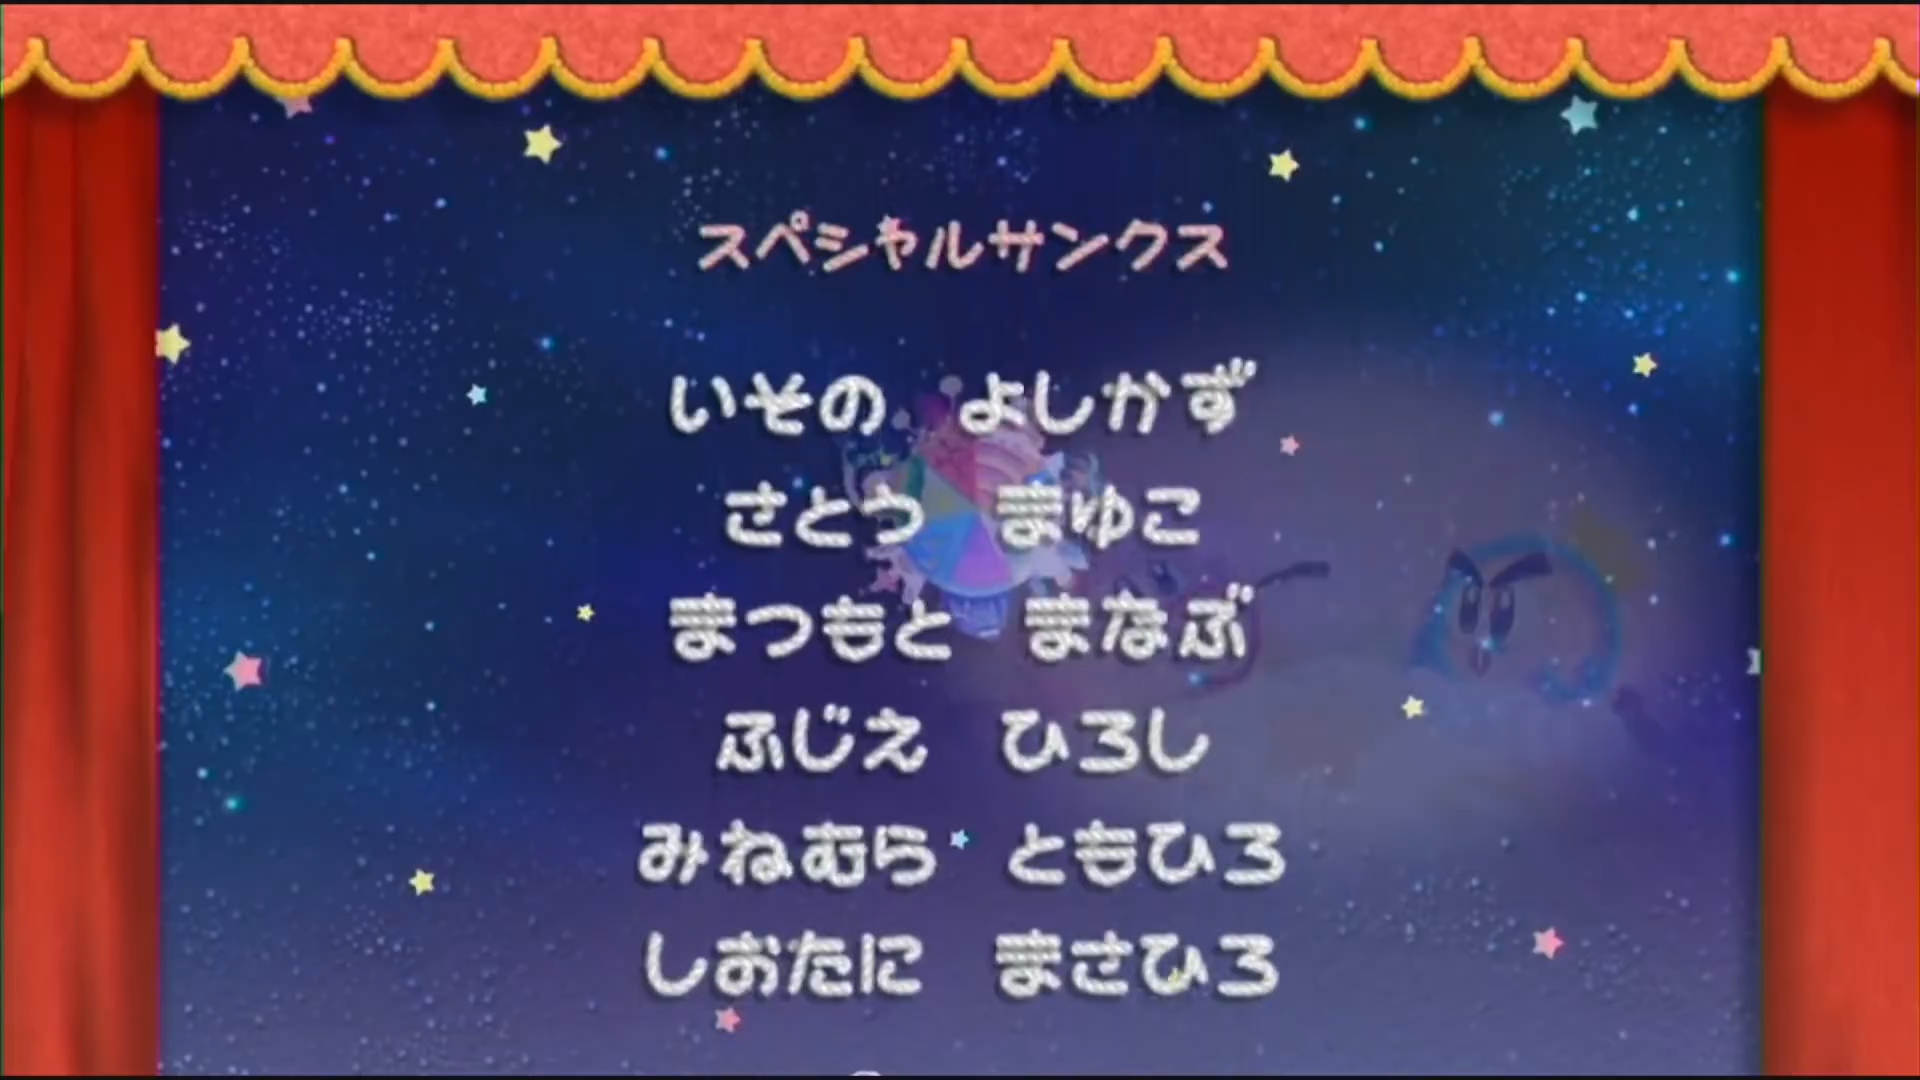 スペシャルサンクス
いその よしかず
さとう まゆこ
まつもと まなぶ
ふじえ ひろし
みねむら ともひろ
しおたに まさひろ